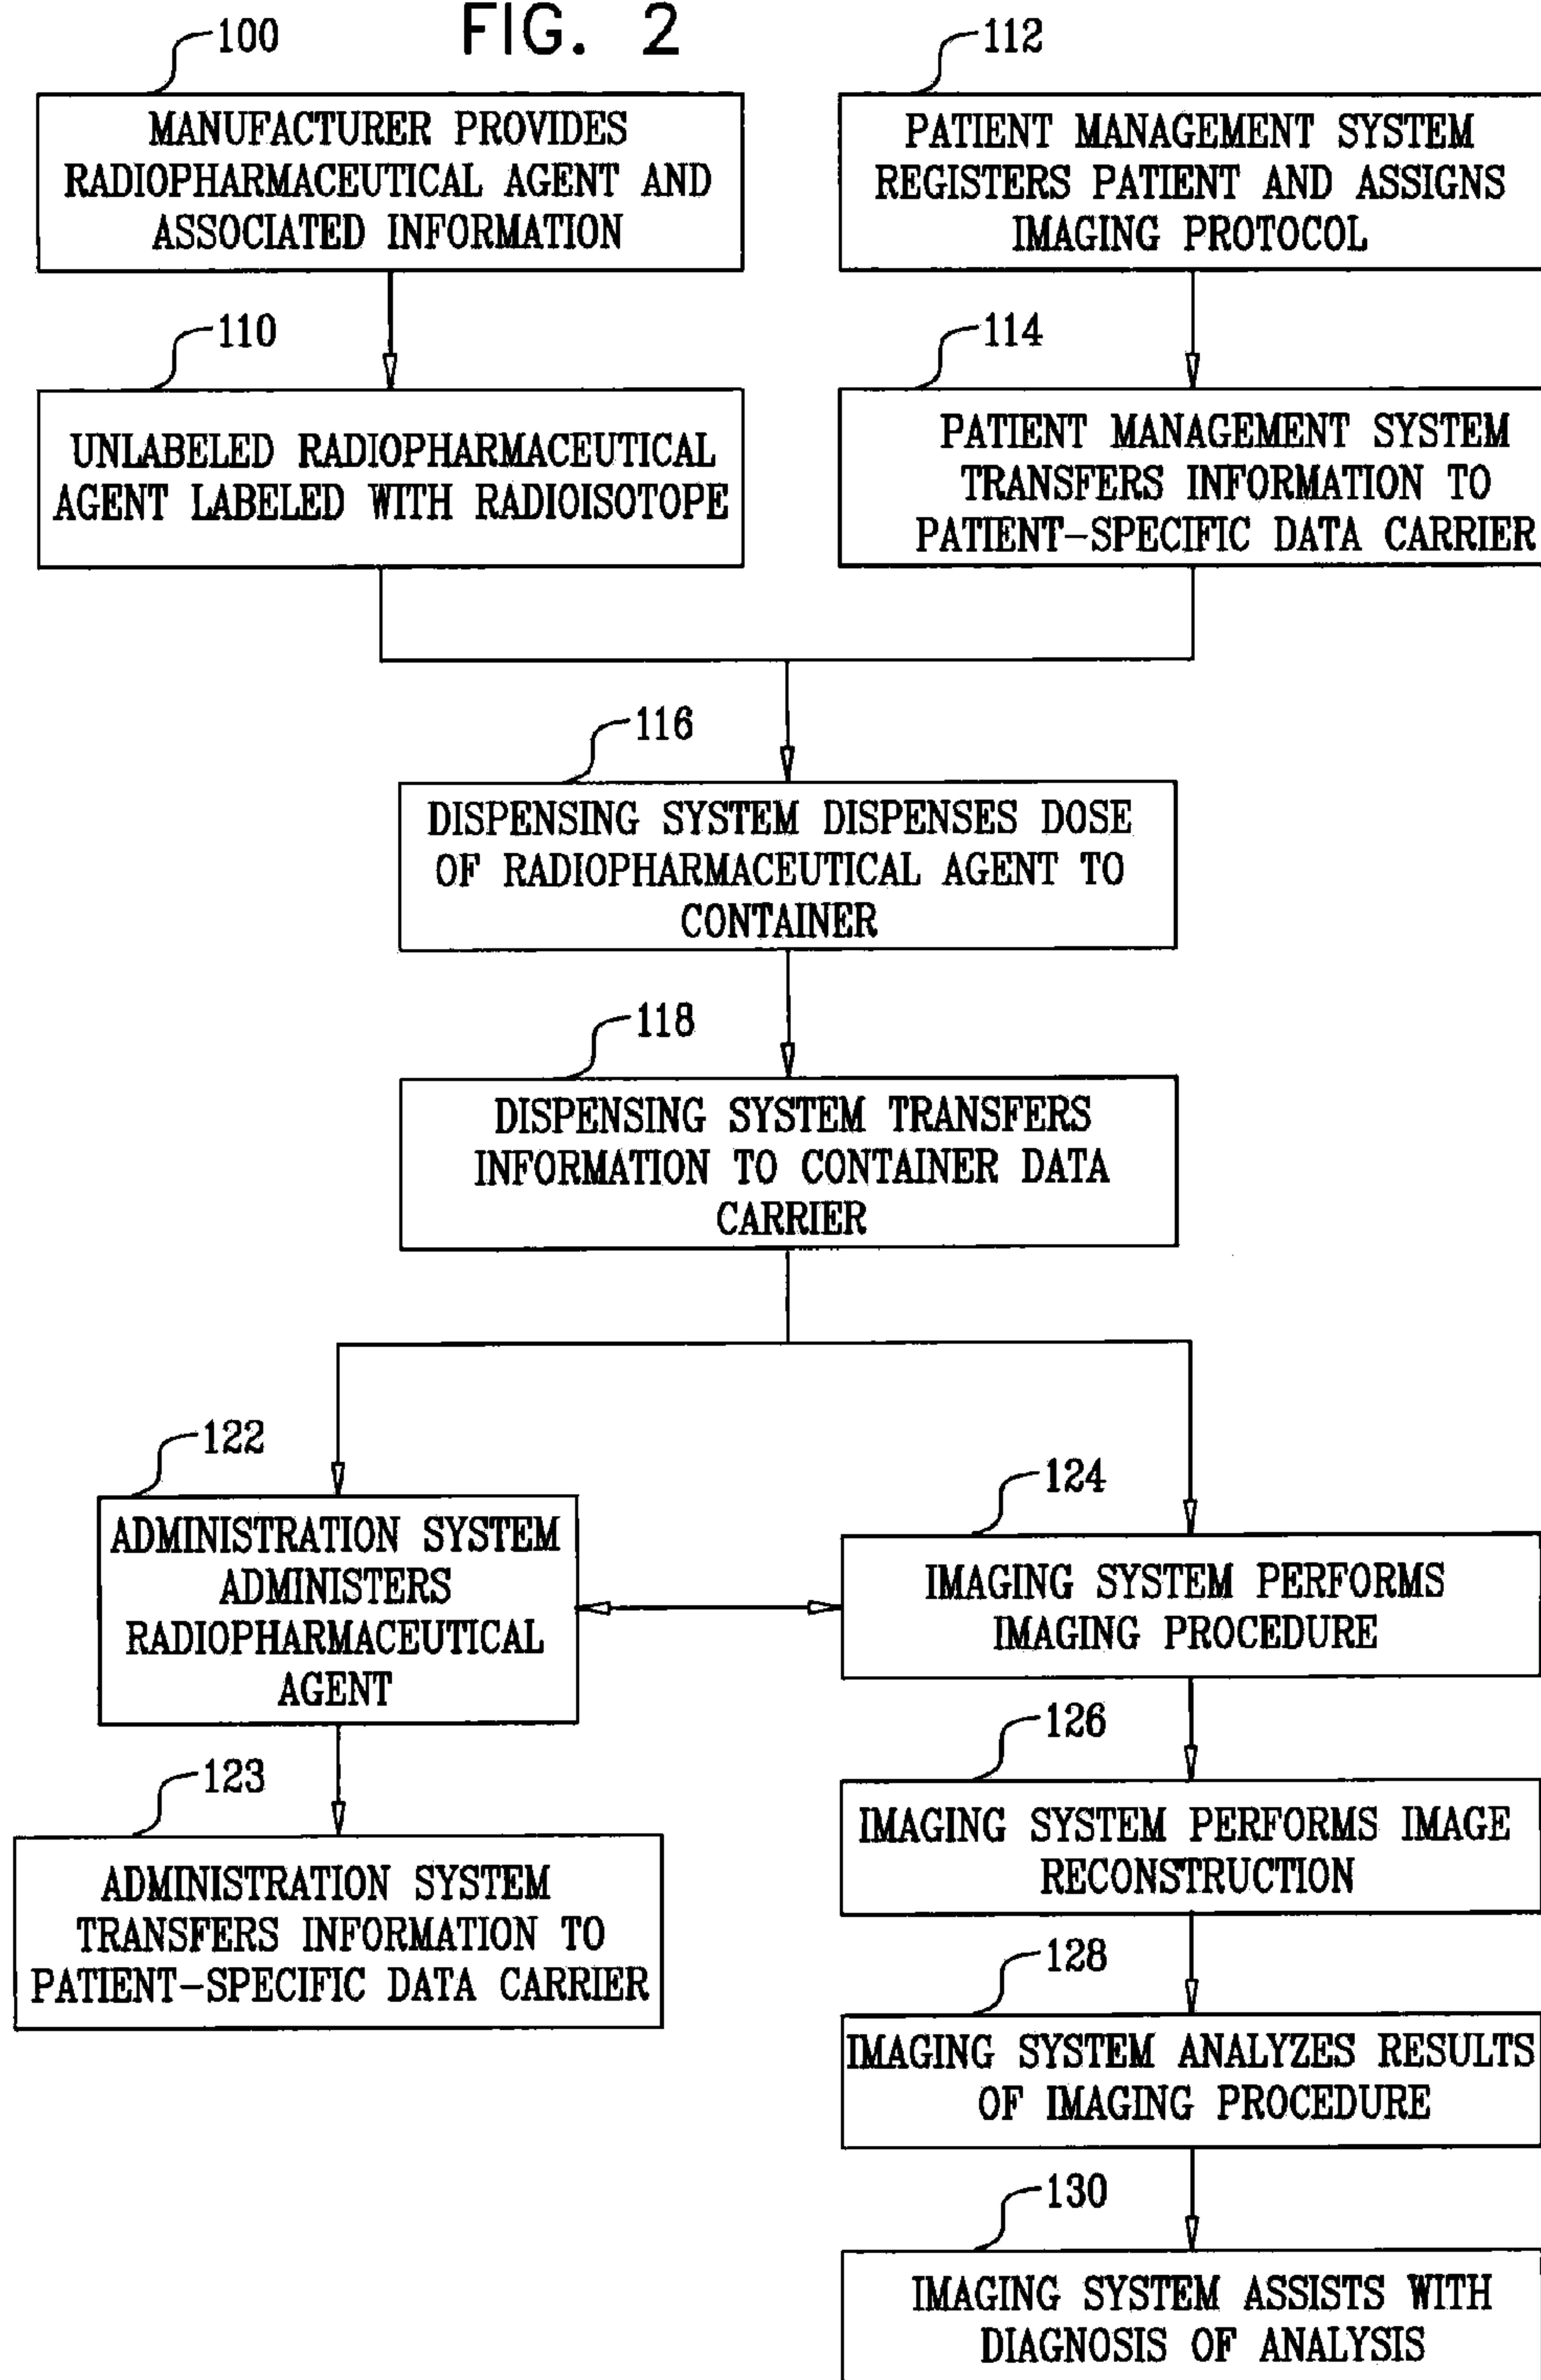 FIG. 2
100
MANUFACTURER PROVIDES
RADIOPHARMACEUTICAL AGENT AND
ASSOCIATED INFORMATION
112
PATIENT MANAGEMENT SYSTEM
REGISTERS PATIENT AND ASSIGNS
IMAGING PROTOCOL
110
UNLABELED RADIOPHARMACEUTICAL
AGENT LABELED WITH RADIOISOTOPE
114
PATIENT MANAGEMENT SYSTEM
TRANSFERS INFORMATION TO
PATIENT-SPECIFIC DATA CARRIER
116
DISPENSING SYSTEM DISPENSES DOSE
OF RADIOPHARMACEUTICAL AGENT TO
CONTAINER
118
DISPENSING SYSTEM TRANSFERS
INFORMATION TO CONTAINER DATA
CARRIER
122
ADMINISTRATION SYSTEM
ADMINISTERS
RADIOPHARMACEUTICAL
AGENT
123
ADMINISTRATION SYSTEM
TRANSFERS INFORMATION TO
PATIENT-SPECIFIC DATA CARRIER
124
IMAGING SYSTEM PERFORMS
IMAGING PROCEDURE
126
IMAGING SYSTEM PERFORMS IMAGE
RECONSTRUCTION
128
IMAGING SYSTEM ANALYZES RESULTS
OF IMAGING PROCEDURE
130
IMAGING SYSTEM ASSISTS WITH
DIAGNOSIS OF ANALYSIS